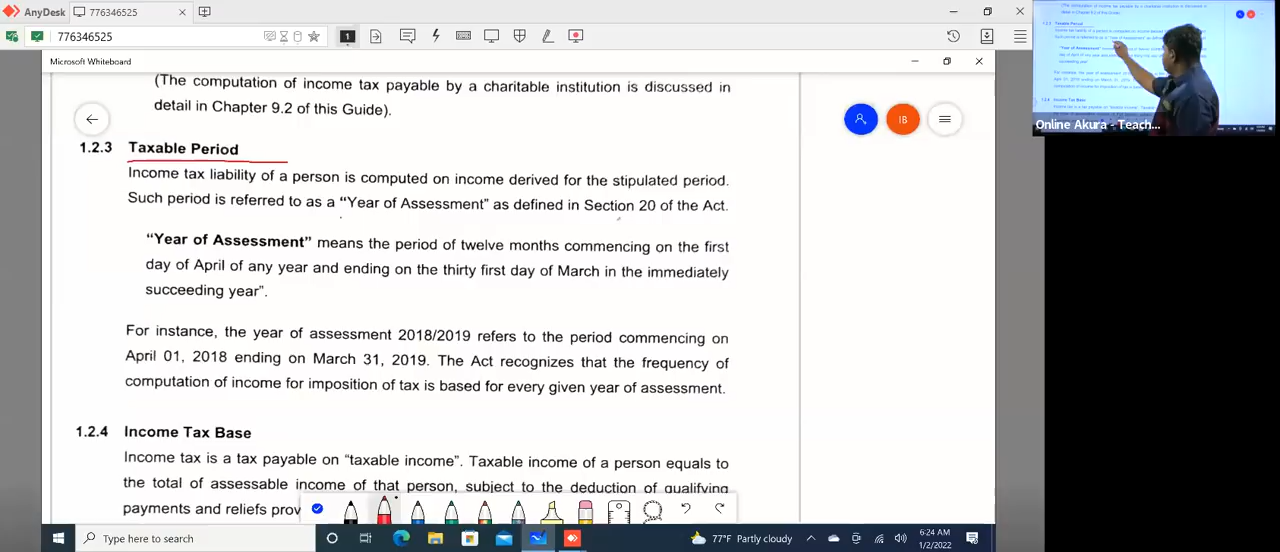 AnyDesk
776346525
776346525
1
Microsoft Whiteboard
IB
(The computation of income tax payable by a charitable institution is discussed in
detail in Chapter 9.2 of this Guide).
1.2.3 Taxable Period
Income tax liability of a person is computed on income derived for the stipulated period.
Such period is referred to as a “Year of Assessment” as defined in Section 20 of the Act.
“Year of Assessment” means the period of twelve months commencing on the first
day of April of any year and ending on the thirty first day of March in the immediately
succeeding year”.
For instance, the year of assessment 2018/2019 refers to the period commencing on
April 01, 2018 ending on March 31, 2019. The Act recognizes that the frequency of
computation of income for imposition of tax is based for every given year of assessment.
1.2.4 Income Tax Base
Income tax is a tax payable on “taxable income”. Taxable income of a person equals to
the total of assessable income of that person, subject to the deduction of qualifying
payments and reliefs prov
Online Akura - Teach...
Type here to search
77°F Partly cloudy
6:24 AM
1/2/2022